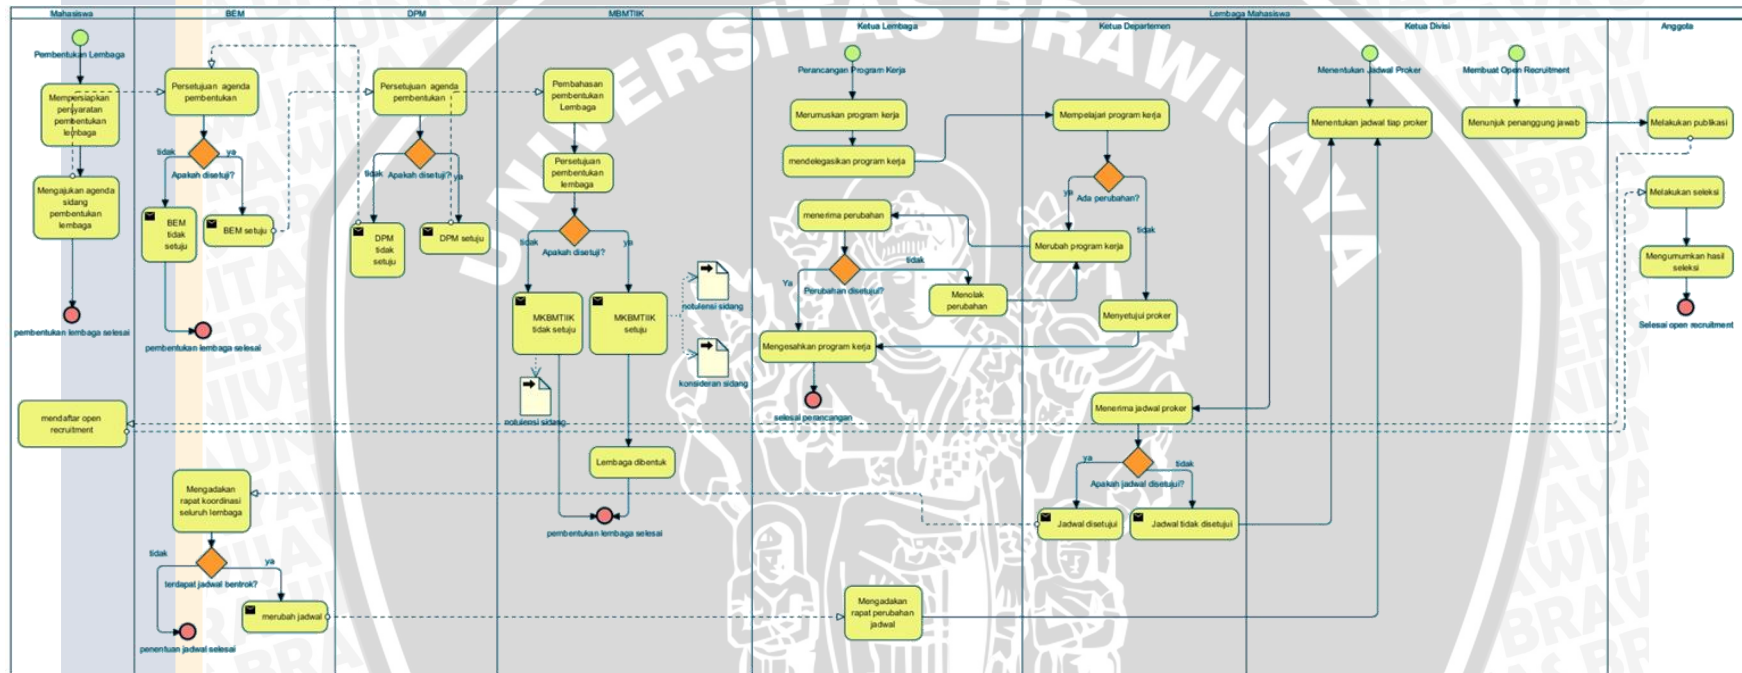 Mahasiswa
BEM
DPM
MBMTIIK
Lembaga Mahasiswa
Ketua Lembaga
Ketua Departemen
Ketua Divisi
Anggota
UNIVERSITAS BRAWIJAYA
Pembentukan Lembaga
Mempersiapkan
persyaratan
pembentukan
lembaga
Mengajukan agenda
sidang
pembentukan
lembaga
pembentukan lembaga selesai
mendaftar open
recruitment
Persetujuan agenda
pembentukan
tidak
ya
Apakah disetuji?
BEM
tidak
setuju
BEM setuju
pembentukan lembaga selesai
Mengadakan
rapat koordinasi
seluruh lembaga
tidak
ya
terdapat jadwal bentrok?
merubah jadwal
penentuan jadwal selesai
Persetujuan agenda
pembentukan
tidak
Apakah disetuji?
ya
DPM
tidak
setuju
DPM setuju
Pembahasan
pembentukan
Lembaga
Persetujuan
pembentukan
lembaga
tidak
ya
Apakah disetuji?
MKBMTIIK
tidak setuju
MKBMTIIK
setuju
notulensi sidang
konsideran sidang
notulensi sidang
Lembaga dibentuk
pembentukan lembaga selesai
Perancangan Program Kerja
Merumuskan program kerja
mendelegasikan program kerja
menerima perubahan
tidak
Ya
Perubahan disetujui?
Menolak
perubahan
Mengesahkan program kerja
selesai perancangan
Mengadakan
rapat perubahan
jadwal
Mempelajari program kerja
ya
Ada perubahan?
tidak
Merubah program kerja
Menyetujui proker
Menerima jadwal proker
ya
tidak
Apakah jadwal disetujui?
Jadwal disetujui
Jadwal tidak disetujui
Menentukan Jadwal Proker
Menentukan jadwal tiap proker
Membuat Open Recruitment
Menunjuk penanggung jawab
Melakukan publikasi
Melakukan seleksi
Mengumumkan hasil
seleksi
Selesai open recruitment